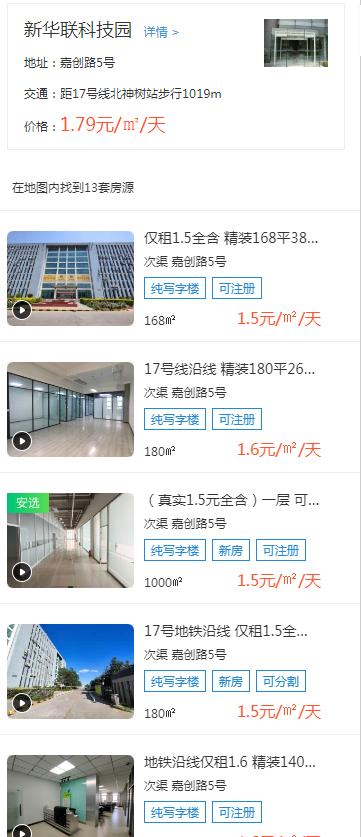 新华联科技园 详情 >
地址：嘉创路5号
交通：距17号线北神树站步行1019m
价格：1.79元/㎡/天
在地图内找到13套房源
仅租1.5全含 精装168平38...
次渠 嘉创路5号
纯写字楼 可注册
168㎡ 1.5元/㎡/天
17号线沿线 精装180平26...
次渠 嘉创路5号
纯写字楼 可注册
180㎡ 1.6元/㎡/天
安选
（真实1.5元全含）一层 可...
次渠 嘉创路5号
纯写字楼 新房 可注册
1000㎡ 1.5元/㎡/天
17号地铁沿线 仅租1.5全...
次渠 嘉创路5号
纯写字楼 新房 可分割
180㎡ 1.5元/㎡/天
地铁沿线仅租1.6 精装140...
次渠 嘉创路5号
纯写字楼 可注册